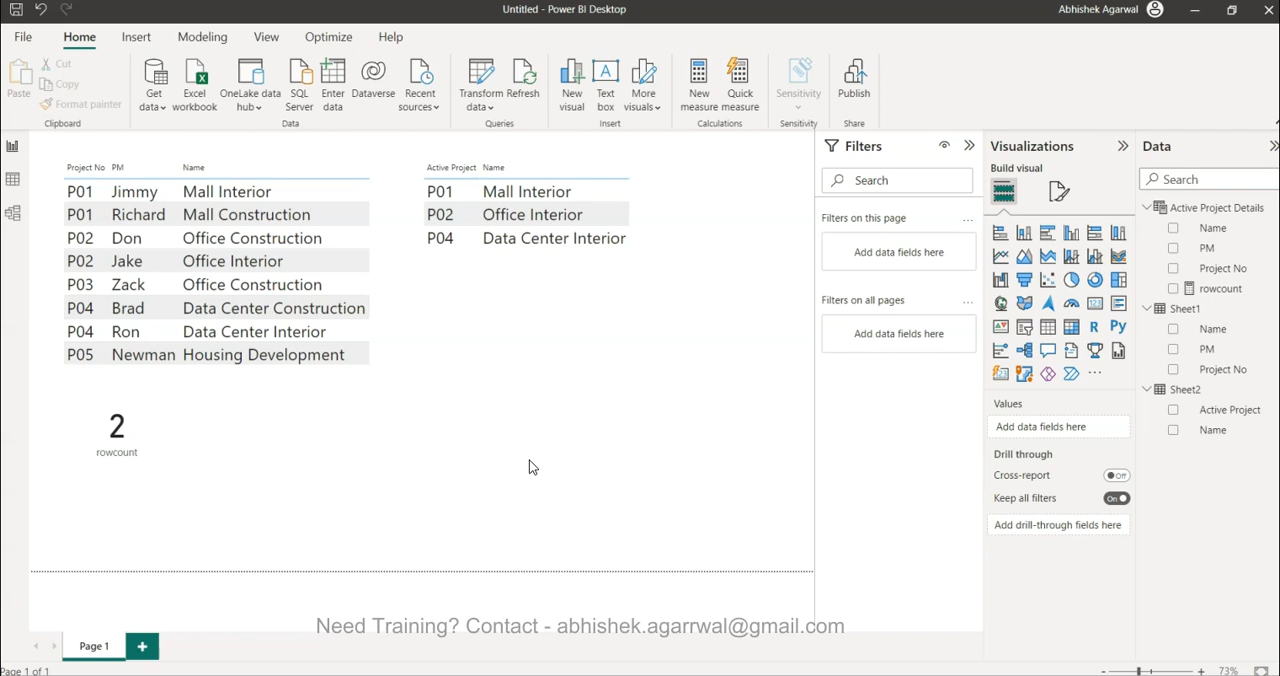 Untitled - Power BI Desktop
Abhishek Agarwal
File Home Insert Modeling View Optimize Help
Paste
Cut
Copy
Format painter
Clipboard
Get data
Excel workbook
OneLake data hub
SQL Server
Enter data
Dataverse
Recent sources
Data
Transform data
Refresh
Queries
New visual
Text box
More visuals
Insert
New measure
Quick measure
Calculations
Sensitivity
Sensitivity
Publish
Share
Project No PM Name
P01 Jimmy Mall Interior
P01 Richard Mall Construction
P02 Don Office Construction
P02 Jake Office Interior
P03 Zack Office Construction
P04 Brad Data Center Construction
P04 Ron Data Center Interior
P05 Newman Housing Development
Active Project Name
P01 Mall Interior
P02 Office Interior
P04 Data Center Interior
2
rowcount
Filters
Search
Filters on this page ...
Add data fields here
Filters on all pages ...
Add data fields here
Visualizations
Build visual
R Py
123
...
Values
Add data fields here
Drill through
Cross-report Off
Keep all filters On
Add drill-through fields here
Data
Search
Active Project Details
Name
PM
Project No
rowcount
Sheet1
Name
PM
Project No
Sheet2
Active Project
Name
Need Training? Contact - abhishek.agarrwal@gmail.com
Page 1
+
Page 1 of 1
- + 73%